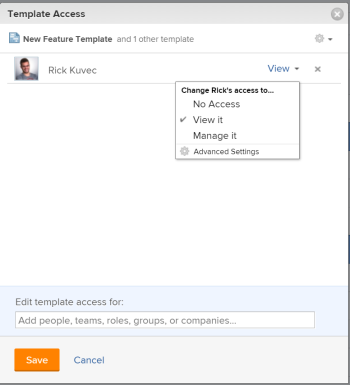 Template Access
New Feature Template and 1 other template
Rick Kuvec View
Change Rick's access to...
No Access
View it
Manage it
Advanced Settings
Edit template access for:
Add people, teams, roles, groups, or companies...
Save Cancel